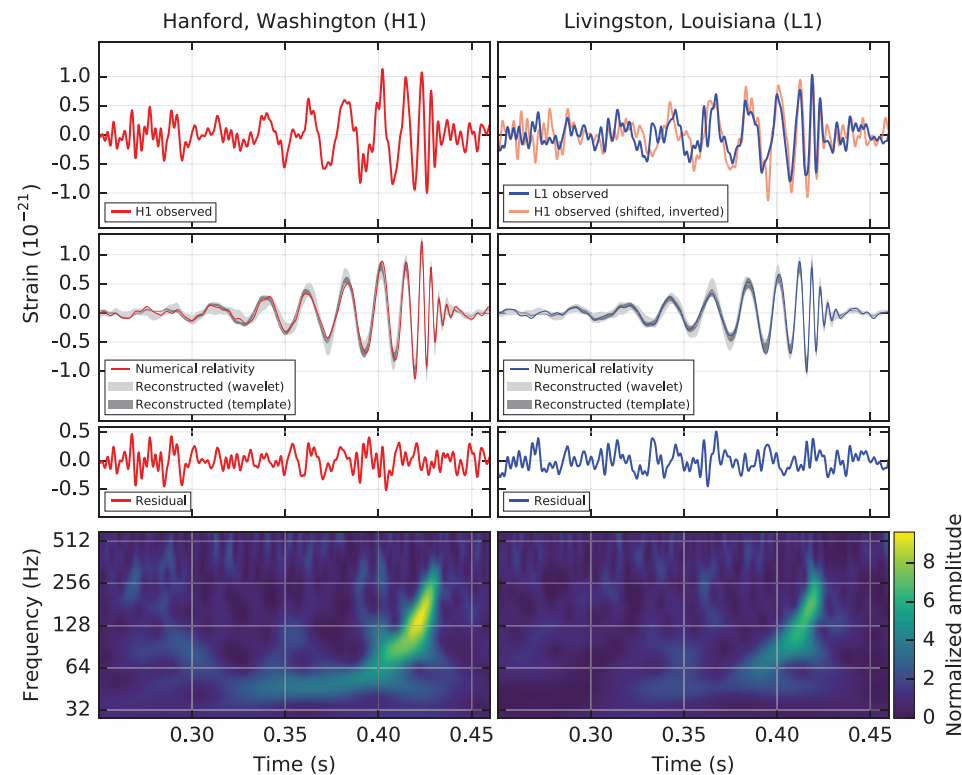 Hanford, Washington (H1)
Livingston, Louisiana (L1)
Strain (10⁻²¹)
1.0
0.5
0.0
-0.5
-1.0
H1 observed
L1 observed
H1 observed (shifted, inverted)
1.0
0.5
0.0
-0.5
-1.0
Numerical relativity
Reconstructed (wavelet)
Reconstructed (template)
Numerical relativity
Reconstructed (wavelet)
Reconstructed (template)
0.5
0.0
-0.5
Residual
Residual
Frequency (Hz)
512
256
128
64
32
0.30 0.35 0.40 0.45
Time (s)
0.30 0.35 0.40 0.45
Time (s)
8
6
4
2
0
Normalized amplitude